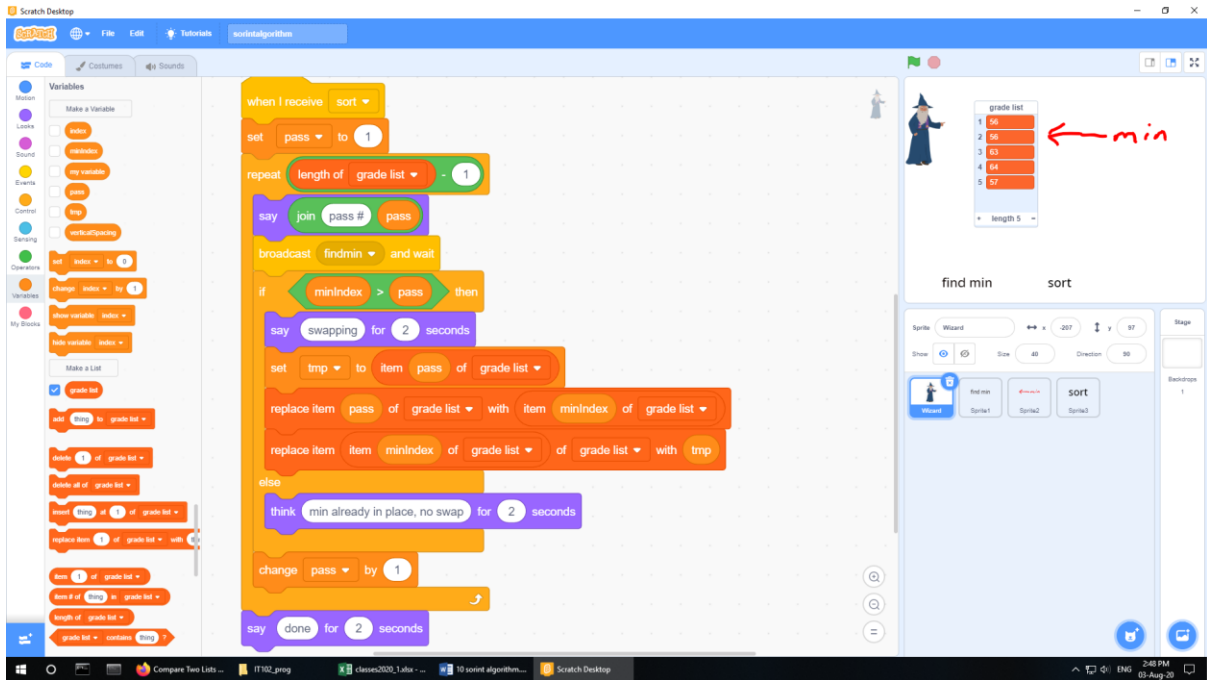 Scratch Desktop
SCRATCH File Edit Tutorials sorintalgorithm
Code Costumes Sounds
Motion
Looks
Sound
Events
Control
Sensing
Operators
Variables
My Blocks
Variables
Make a Variable
index
minIndex
my variable
pass
tmp
verticalSpacing
set index to 0
change index by 1
show variable index
hide variable index
Make a List
grade list
add thing to grade list
delete 1 of grade list
delete all of grade list
insert thing at 1 of grade list
replace item 1 of grade list with
item 1 of grade list
item # of thing in grade list
length of grade list
grade list contains thing ?
when I receive sort
set pass to 1
repeat length of grade list - 1
say join pass # pass
broadcast findmin and wait
if minIndex > pass then
say swapping for 2 seconds
set tmp to item pass of grade list
replace item pass of grade list with item minIndex of grade list
replace item item minIndex of grade list of grade list with tmp
else
think min already in place, no swap for 2 seconds
change pass by 1
say done for 2 seconds
grade list
1 56
2 56
3 63
4 64
5 57
+ length 5 =
min
find min sort
Sprite Wizard x -207 y 97
Show Size 40 Direction 90
Wizard
find min
Sprite1
min
Sprite2
sort
Sprite3
Stage
Backdrops
1
Compare Two Lists ... IT102_prog classes2020_1.xlsx - ... 10 sorint algorithm.... Scratch Desktop
ENG 2:48 PM
03-Aug-20